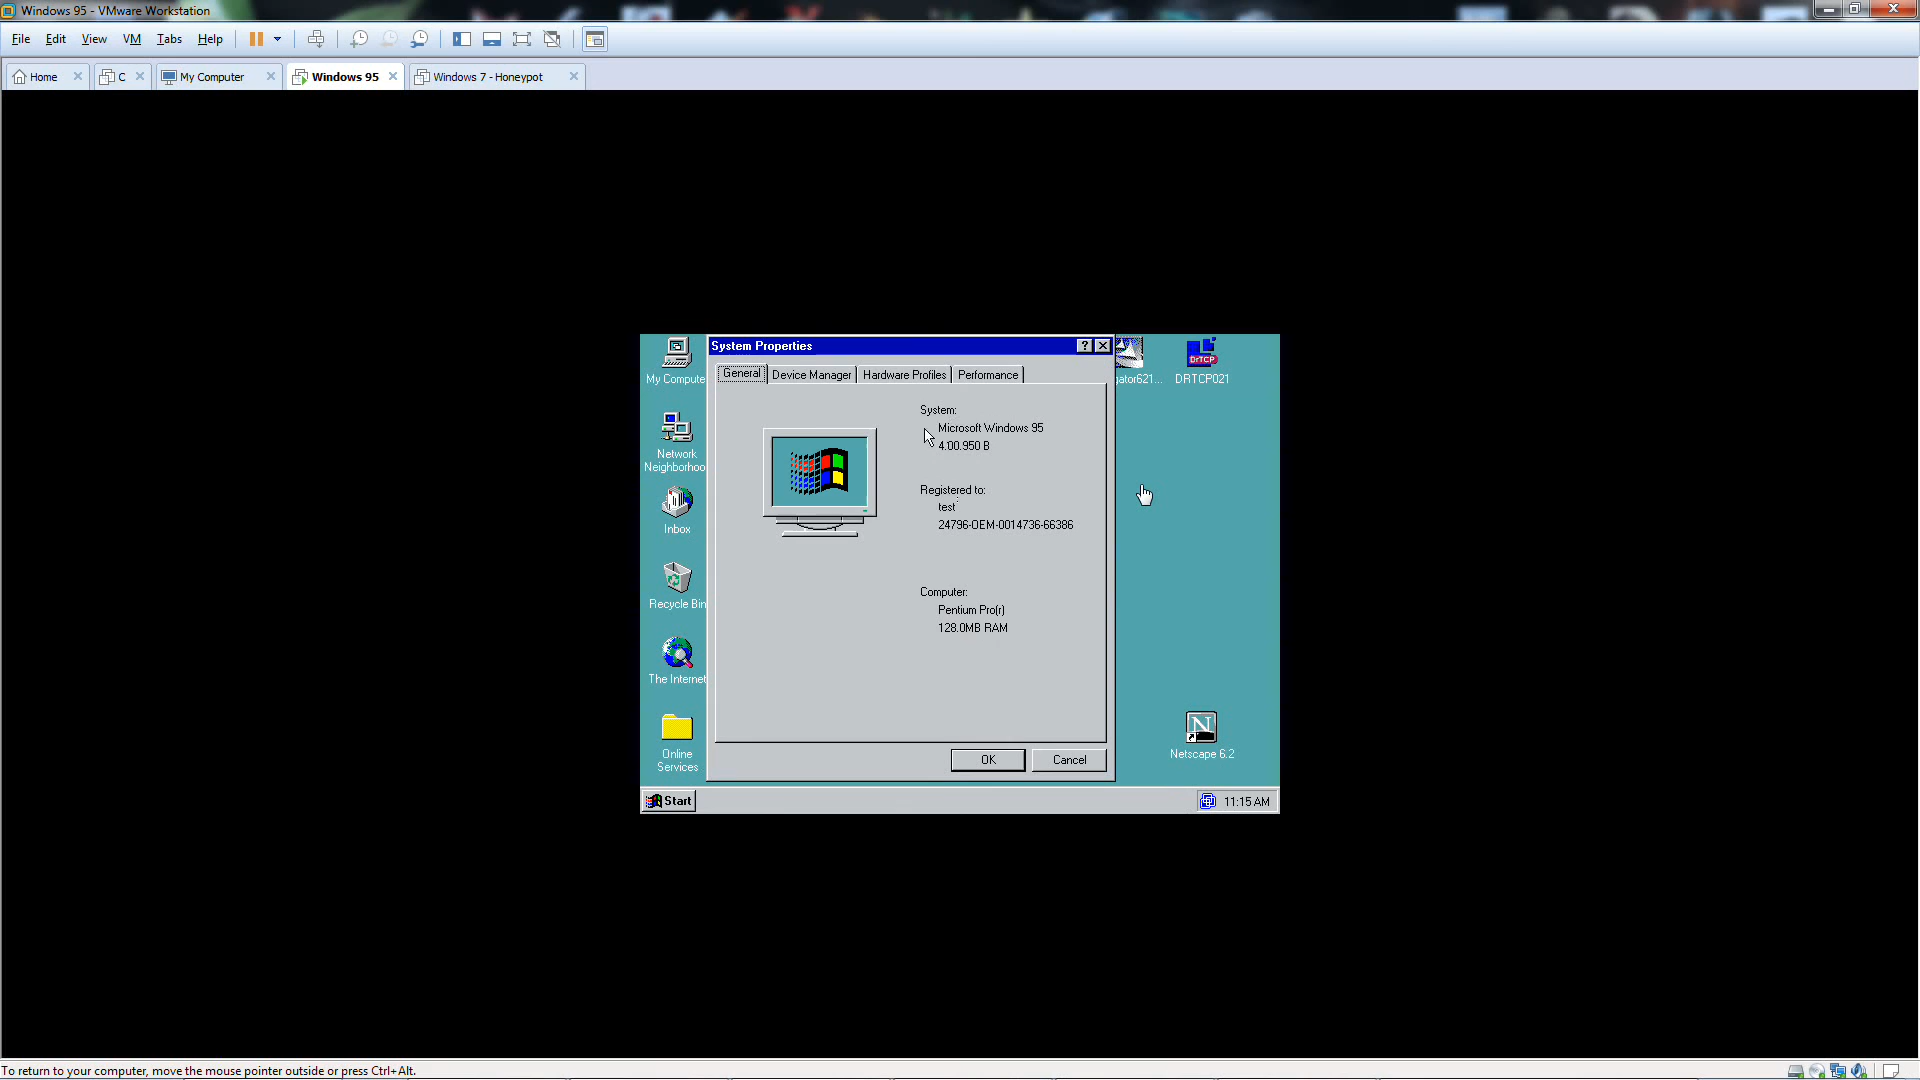 Windows 95 - VMware Workstation
File Edit View VM Tabs Help
Home C My Computer Windows 95 Windows 7 - Honeypot
System Properties
General Device Manager Hardware Profiles Performance
System:
Microsoft Windows 95
4.00.950 B
Registered to:
test
24796-OEM-0014736-66386
Computer:
Pentium Pro(r)
128.0MB RAM
OK Cancel
My Compute
Network
Neighborhoo
Inbox
Recycle Bin
The Internet
Online
Services
gator621...
DrTCP
DRTCP021
N
Netscape 6.2
Start
11:15 AM
To return to your computer, move the mouse pointer outside or press Ctrl+Alt.